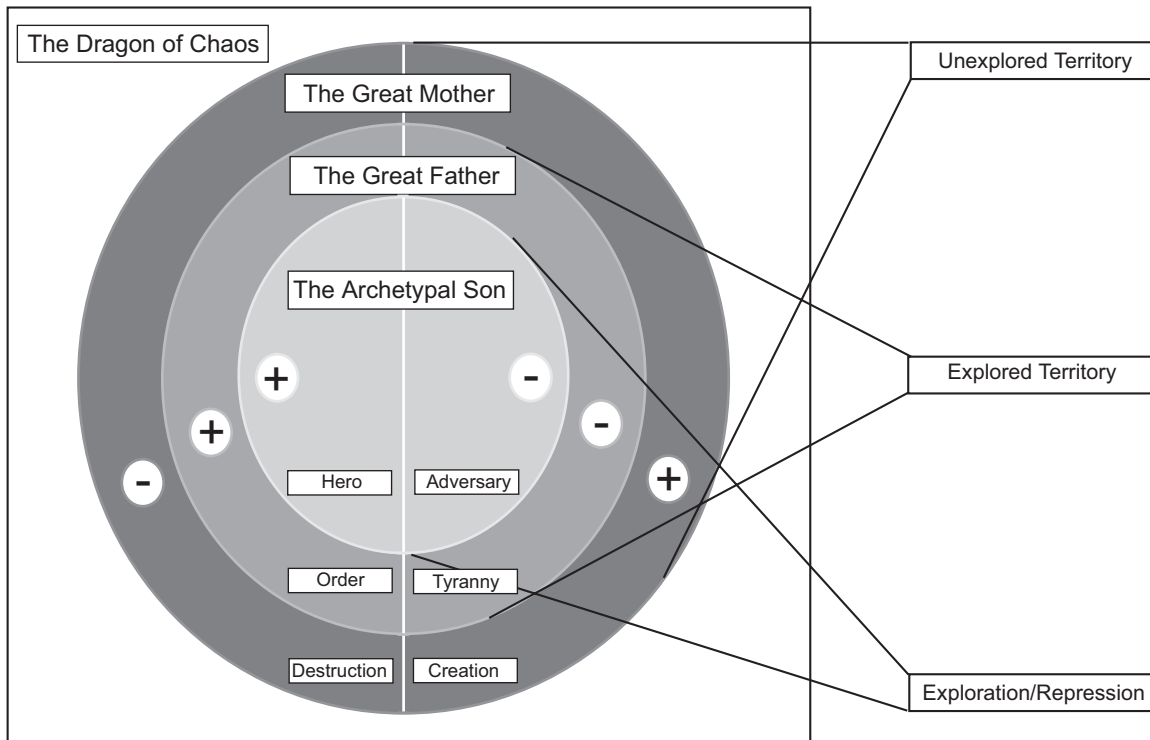 The Dragon of Chaos
Unexplored Territory
The Great Mother
The Great Father
The Archetypal Son
Explored Territory
+
-
+
-
-
+
Hero
Adversary
Order
Tyranny
Destruction
Creation
Exploration/Repression